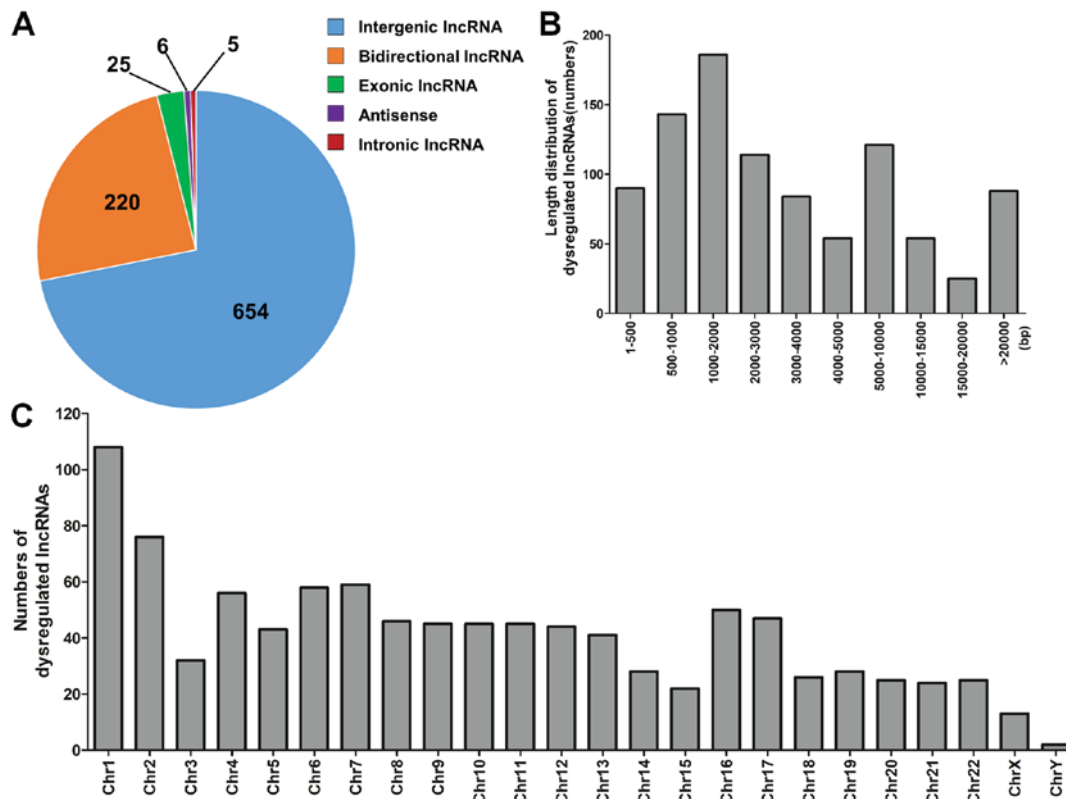 A
6
5
25
220
654
Intergenic lncRNA
Bidirectional lncRNA
Exonic lncRNA
Antisense
Intronic lncRNA
B
Length distribution of
dysregulated lncRNAs(numbers)
200
150
100
50
0
1-500
500-1000
1000-2000
2000-3000
3000-4000
4000-5000
5000-10000
10000-15000
15000-20000
>20000
(bp)
C
Numbers of
dysregulated lncRNAs
120
100
80
60
40
20
0
Chr1
Chr2
Chr3
Chr4
Chr5
Chr6
Chr7
Chr8
Chr9
Chr10
Chr11
Chr12
Chr13
Chr14
Chr15
Chr16
Chr17
Chr18
Chr19
Chr20
Chr21
Chr22
ChrX
ChrY